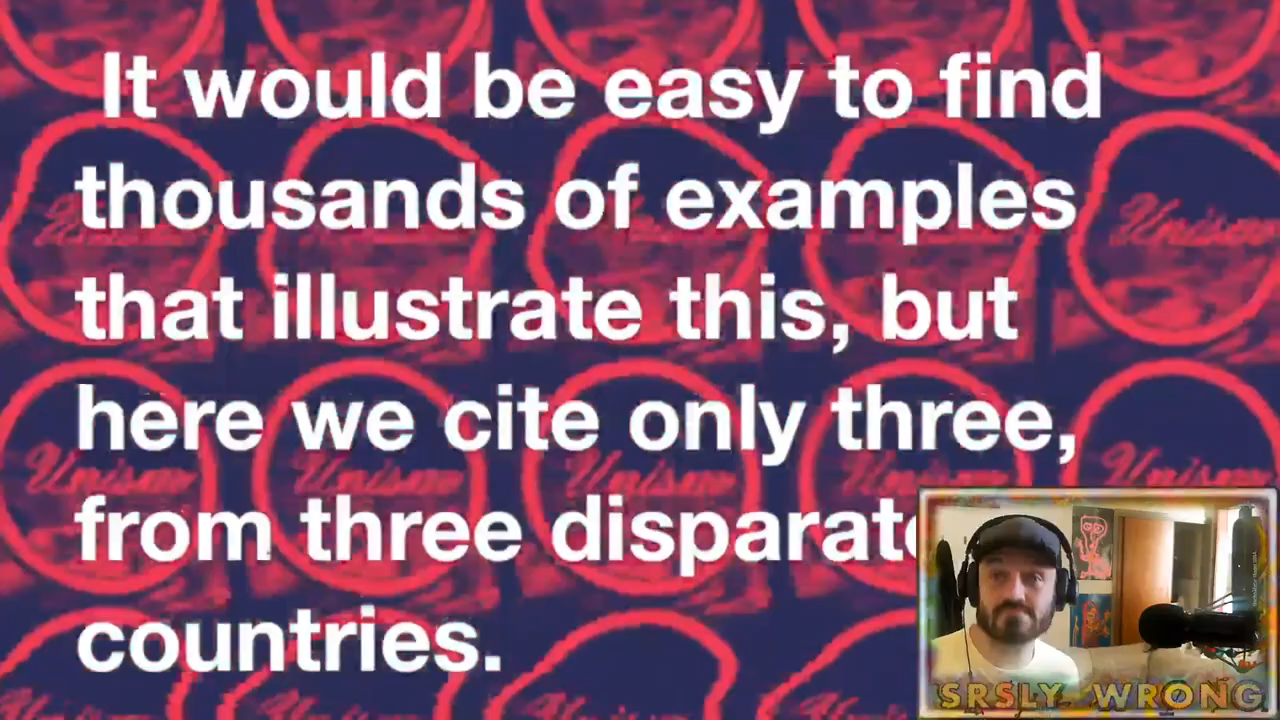 It would be easy to find
thousands of examples
that illustrate this, but
here we cite only three,
from three disparate
countries.
SRSLY WRONG